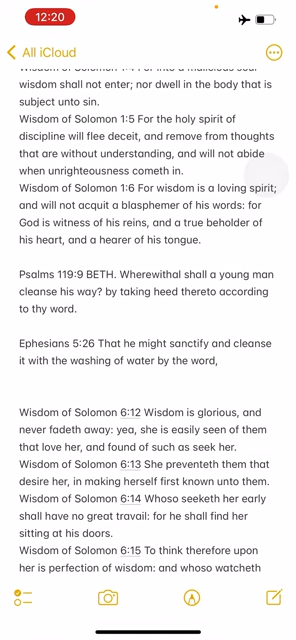 12:20
All iCloud
wisdom shall not enter; nor dwell in the body that is
subject unto sin.
Wisdom of Solomon 1:5 For the holy spirit of
discipline will flee deceit, and remove from thoughts
that are without understanding, and will not abide
when unrighteousness cometh in.
Wisdom of Solomon 1:6 For wisdom is a loving spirit;
and will not acquit a blasphemer of his words: for
God is witness of his reins, and a true beholder of
his heart, and a hearer of his tongue.
Psalms 119:9 BETH. Wherewithal shall a young man
cleanse his way? by taking heed thereto according
to thy word.
Ephesians 5:26 That he might sanctify and cleanse
it with the washing of water by the word,
Wisdom of Solomon 6:12 Wisdom is glorious, and
never fadeth away: yea, she is easily seen of them
that love her, and found of such as seek her.
Wisdom of Solomon 6:13 She preventeth them that
desire her, in making herself first known unto them.
Wisdom of Solomon 6:14 Whoso seeketh her early
shall have no great travail: for he shall find her
sitting at his doors.
Wisdom of Solomon 6:15 To think therefore upon
her is perfection of wisdom: and whoso watcheth